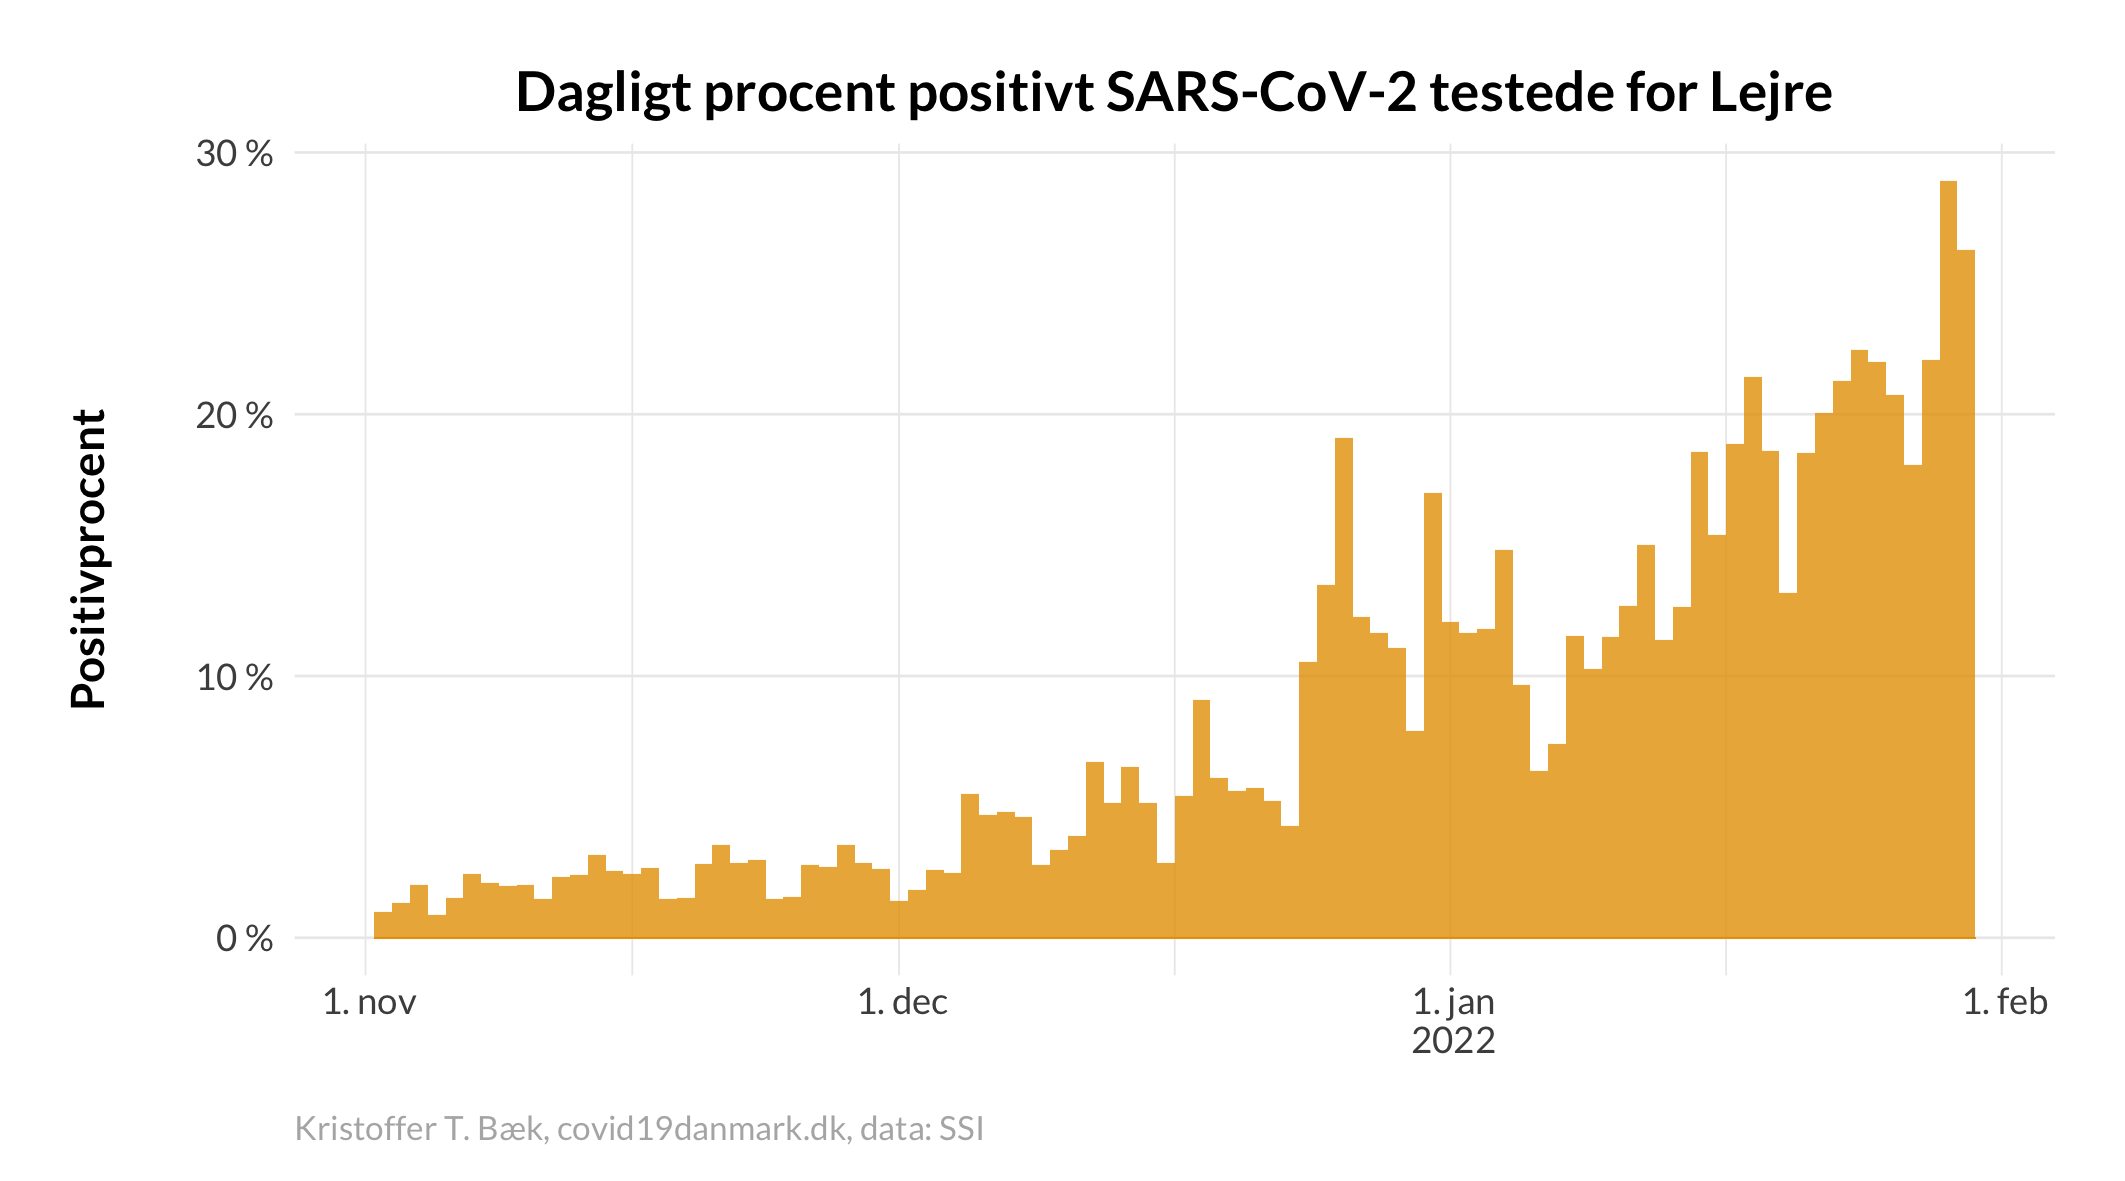 Dagligt procent positivt SARS-CoV-2 testede for Lejre
Positivprocent
30 %
20 %
10 %
0 %
1. nov
1. dec
1. jan
2022
1. feb
Kristoffer T. Bæk, covid19danmark.dk, data: SSI